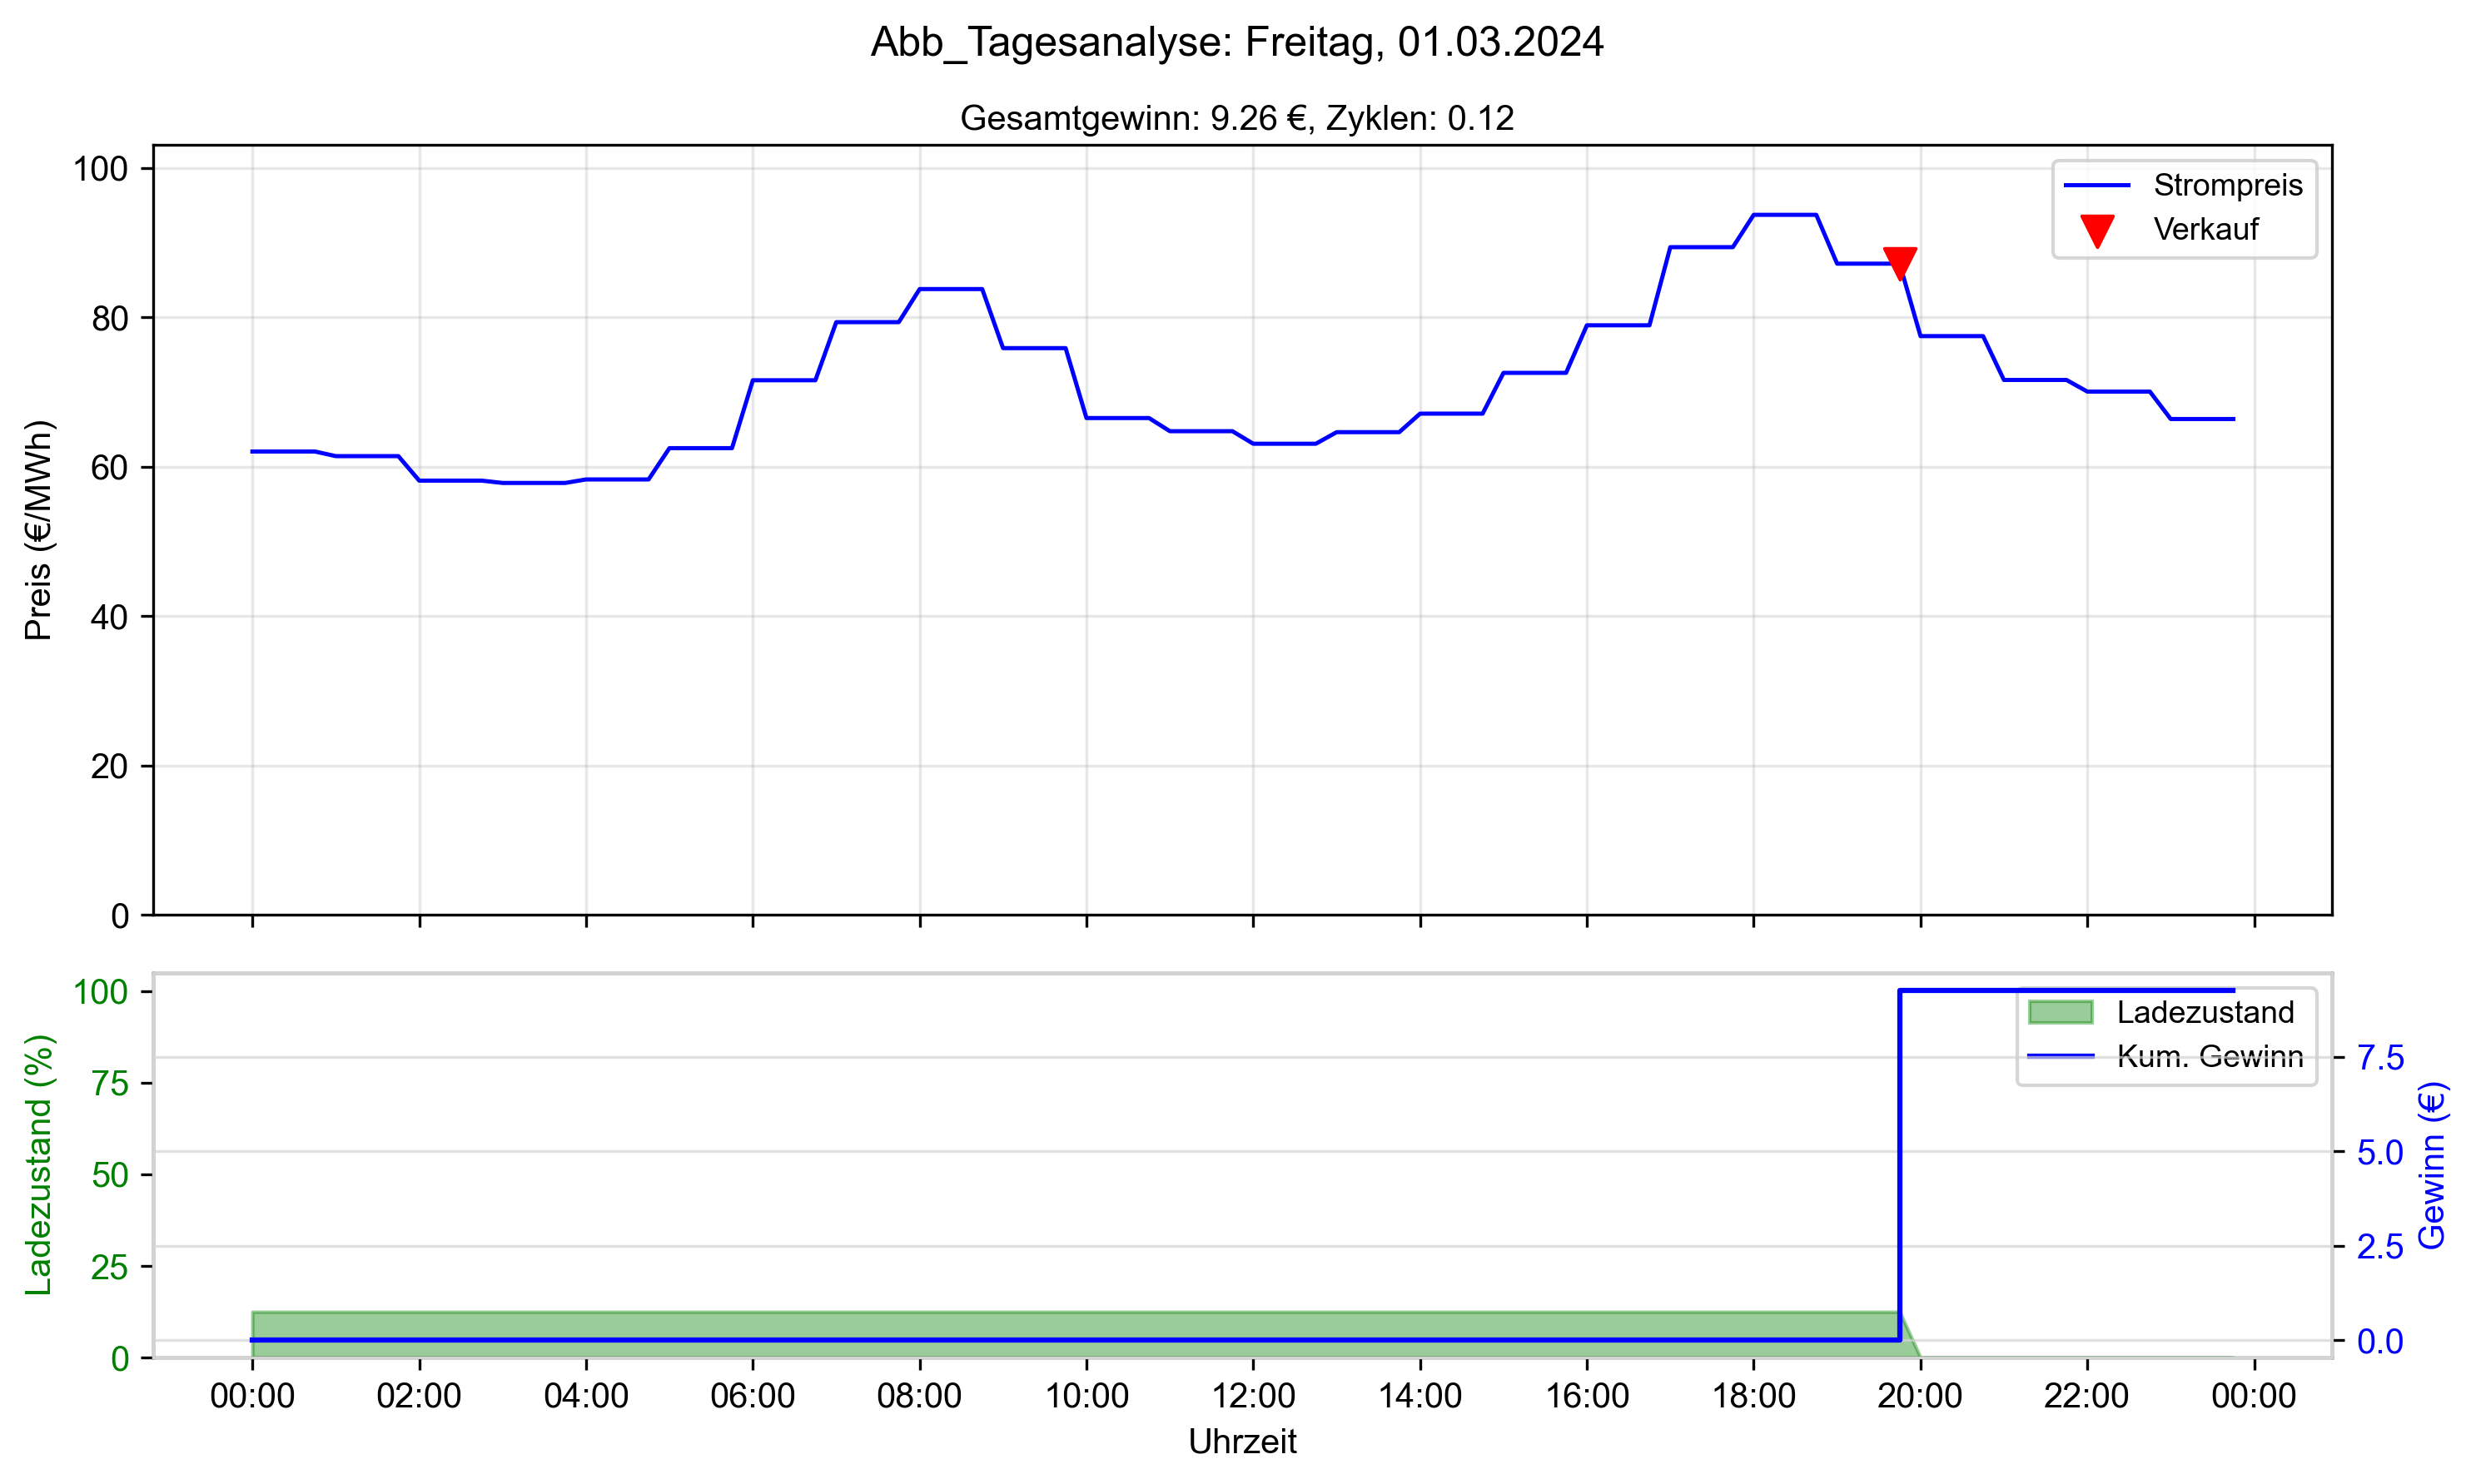 Abb_Tagesanalyse: Freitag, 01.03.2024
Gesamtgewinn: 9.26 €, Zyklen: 0.12
Preis (€/MWh)
100
80
60
40
20
0
Strompreis
Verkauf
Ladezustand (%)
100
75
50
25
0
Ladezustand
Kum. Gewinn
7.5
5.0
2.5
0.0
Gewinn (€)
00:00 02:00 04:00 06:00 08:00 10:00 12:00 14:00 16:00 18:00 20:00 22:00 00:00
Uhrzeit